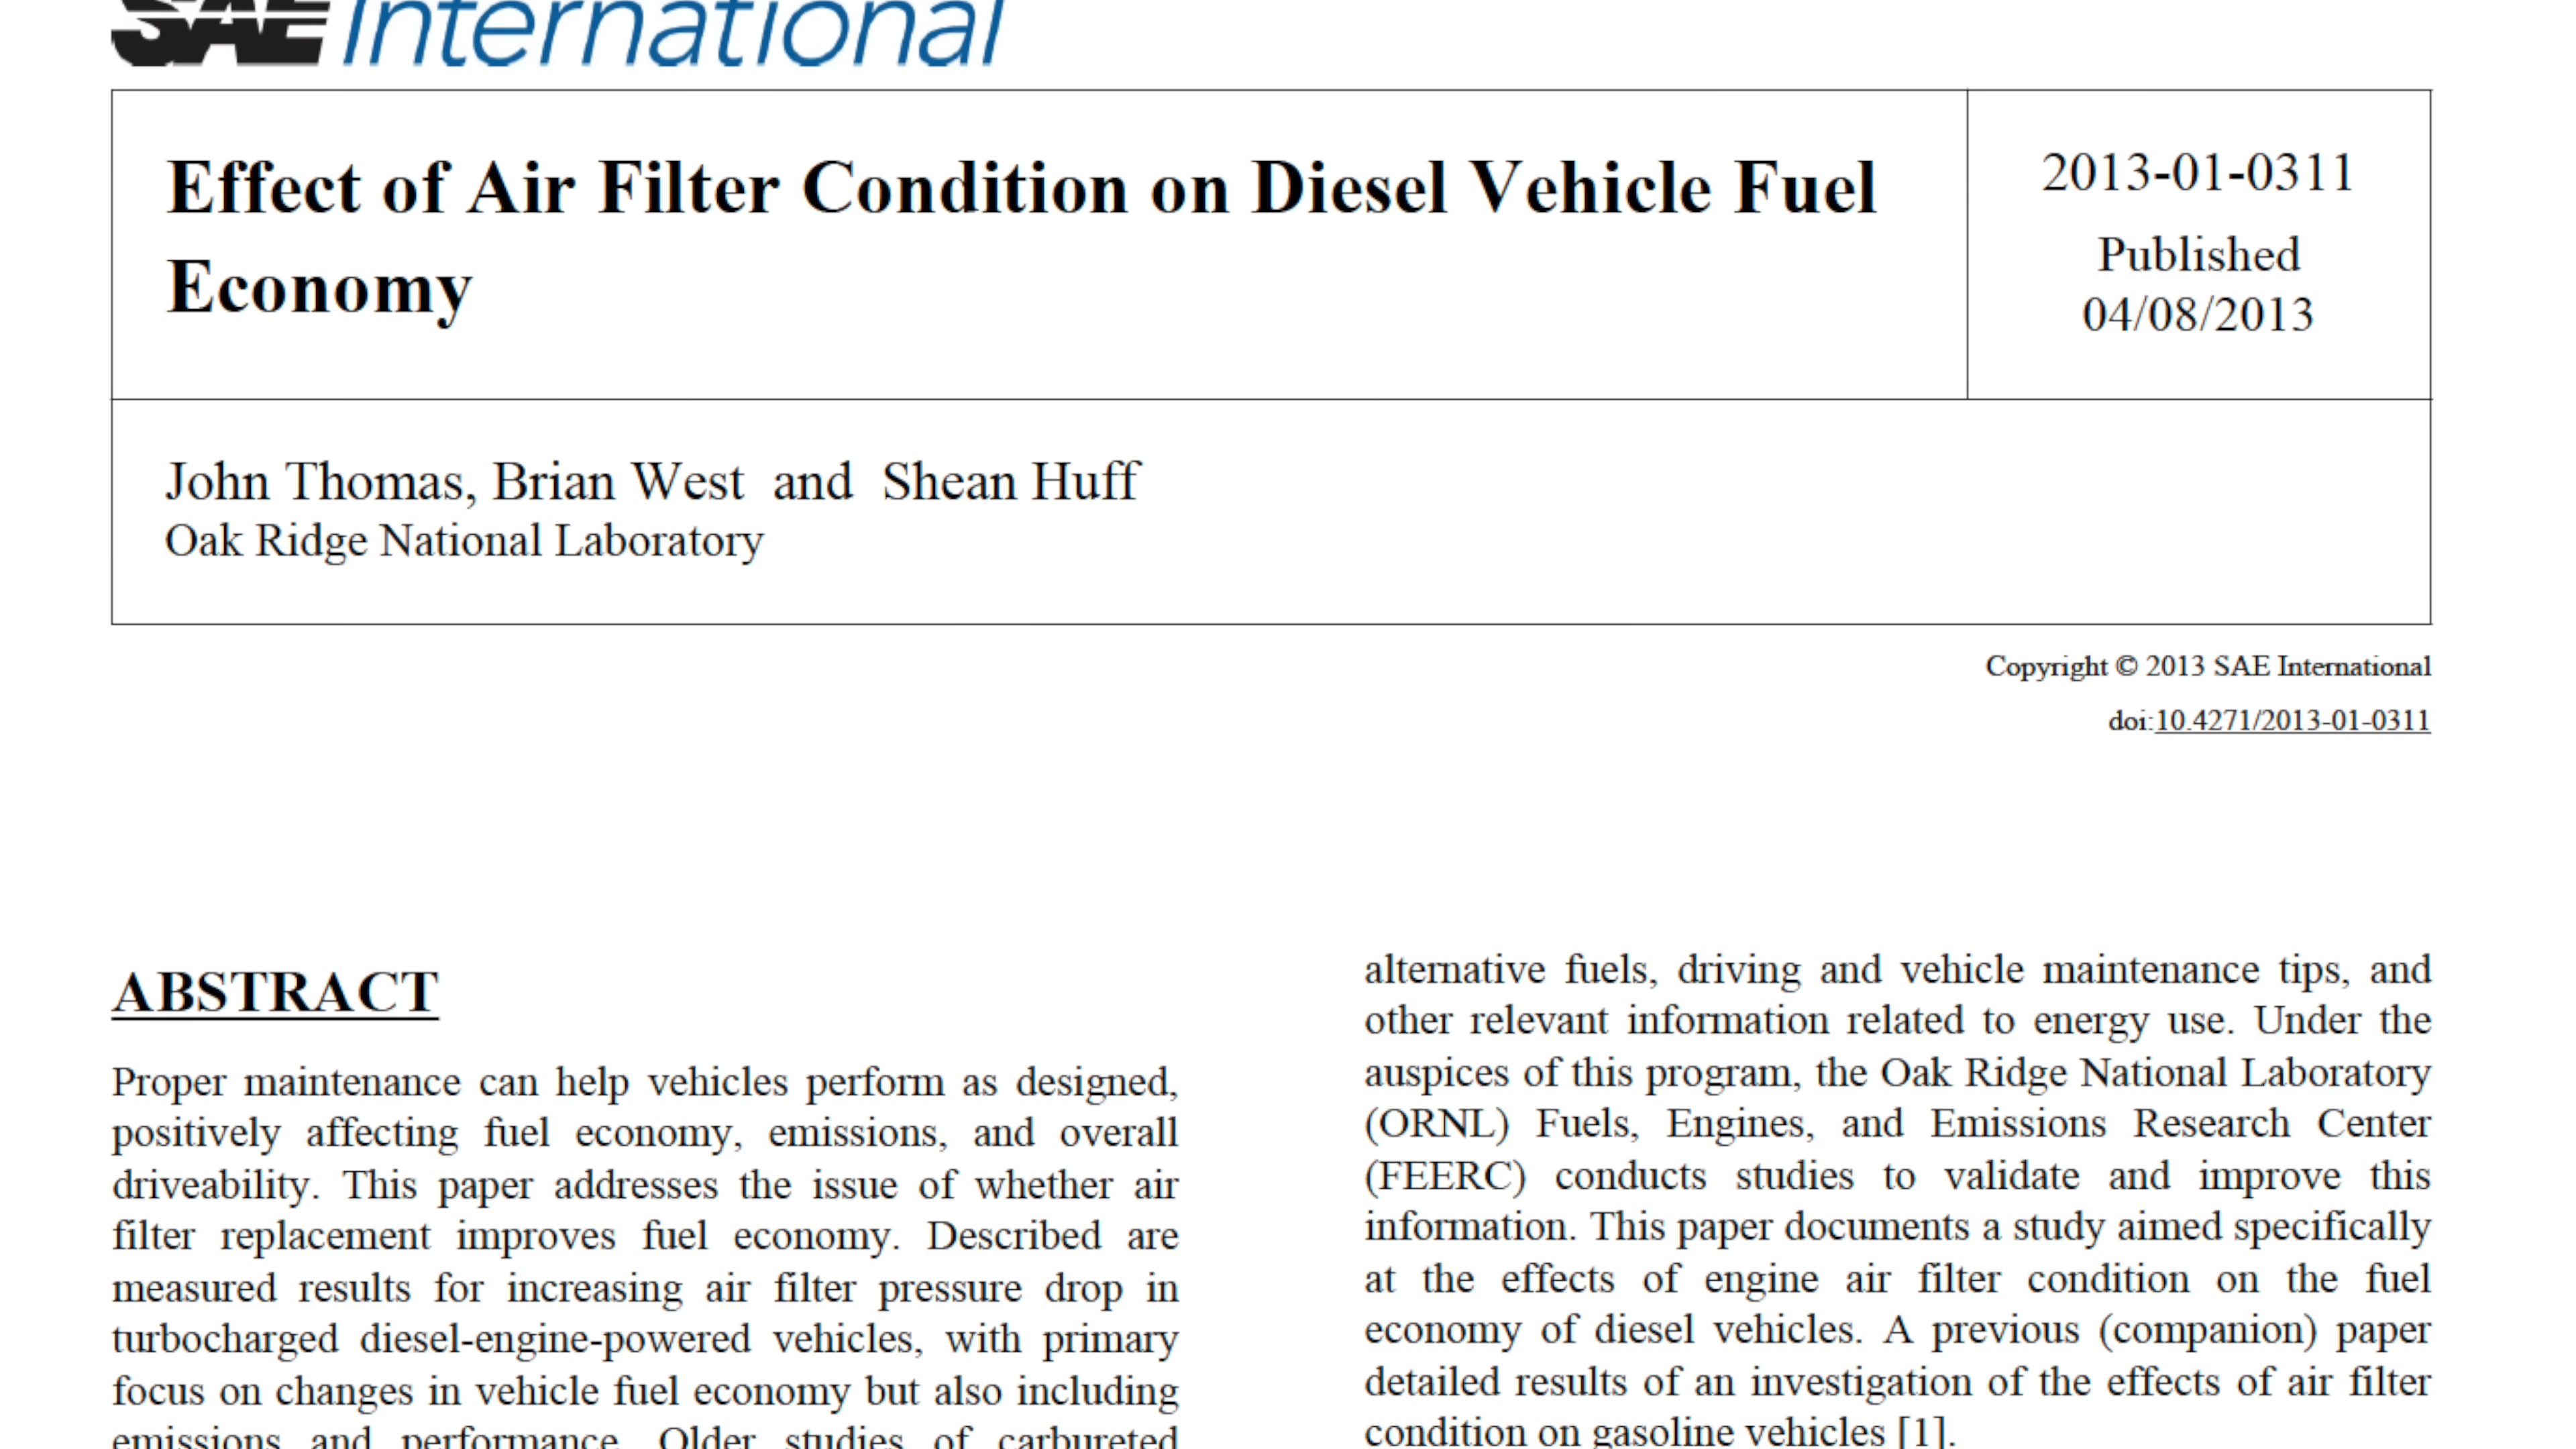 SAE International
Effect of Air Filter Condition on Diesel Vehicle Fuel
Economy
2013-01-0311
Published
04/08/2013
John Thomas, Brian West and Shean Huff
Oak Ridge National Laboratory
Copyright © 2013 SAE International
doi:10.4271/2013-01-0311
ABSTRACT
Proper maintenance can help vehicles perform as designed,
positively affecting fuel economy, emissions, and overall
driveability. This paper addresses the issue of whether air
filter replacement improves fuel economy. Described are
measured results for increasing air filter pressure drop in
turbocharged diesel-engine-powered vehicles, with primary
focus on changes in vehicle fuel economy but also including
emissions and performance. Older studies of carbureted
alternative fuels, driving and vehicle maintenance tips, and
other relevant information related to energy use. Under the
auspices of this program, the Oak Ridge National Laboratory
(ORNL) Fuels, Engines, and Emissions Research Center
(FEERC) conducts studies to validate and improve this
information. This paper documents a study aimed specifically
at the effects of engine air filter condition on the fuel
economy of diesel vehicles. A previous (companion) paper
detailed results of an investigation of the effects of air filter
condition on gasoline vehicles [1].